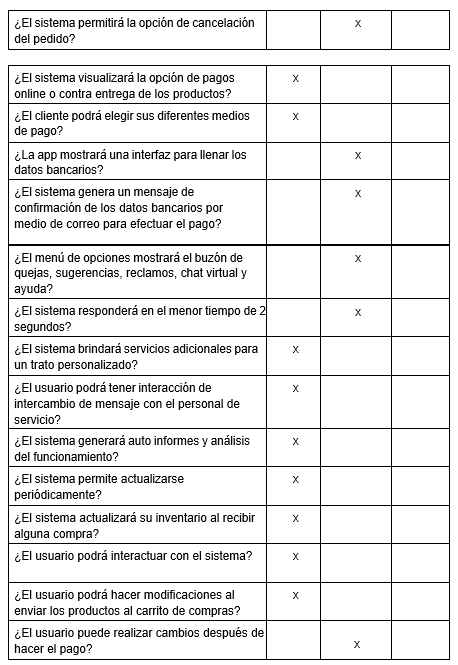 ¿El sistema permitirá la opción de cancelación
del pedido?
x
¿El sistema visualizará la opción de pagos
online o contra entrega de los productos?
x
¿El cliente podrá elegir sus diferentes medios
de pago?
x
¿La app mostrará una interfaz para llenar los
datos bancarios?
x
¿El sistema genera un mensaje de
confirmación de los datos bancarios por
medio de correo para efectuar el pago?
x
¿El menú de opciones mostrará el buzón de
quejas, sugerencias, reclamos, chat virtual y
ayuda?
x
¿El sistema responderá en el menor tiempo de 2
segundos?
x
¿El sistema brindará servicios adicionales para
un trato personalizado?
x
¿El usuario podrá tener interacción de
intercambio de mensaje con el personal de
servicio?
x
¿El sistema generará auto informes y análisis
del funcionamiento?
x
¿El sistema permite actualizarse
periódicamente?
x
¿El sistema actualizará su inventario al recibir
alguna compra?
x
¿El usuario podrá interactuar con el sistema?
x
¿El usuario podrá hacer modificaciones al
enviar los productos al carrito de compras?
x
¿El usuario puede realizar cambios después de
hacer el pago?
x